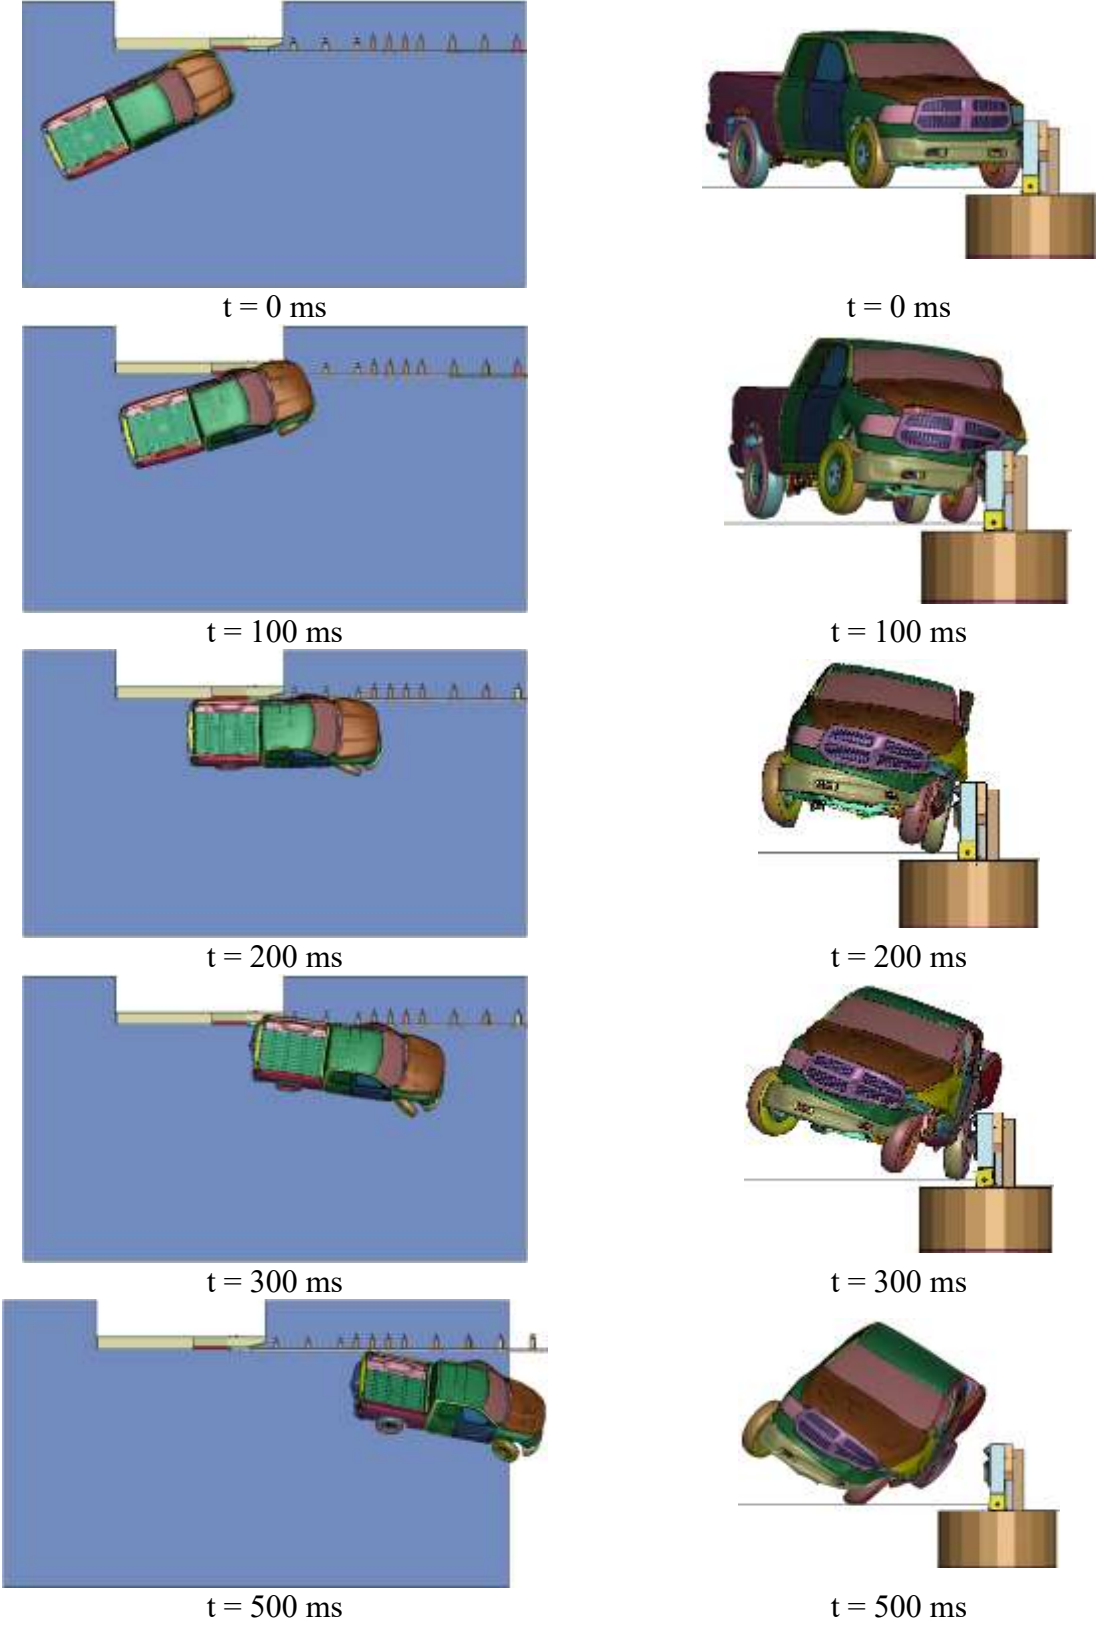 t = 0 ms
t = 0 ms
t = 100 ms
t = 100 ms
t = 200 ms
t = 200 ms
t = 300 ms
t = 300 ms
t = 500 ms
t = 500 ms